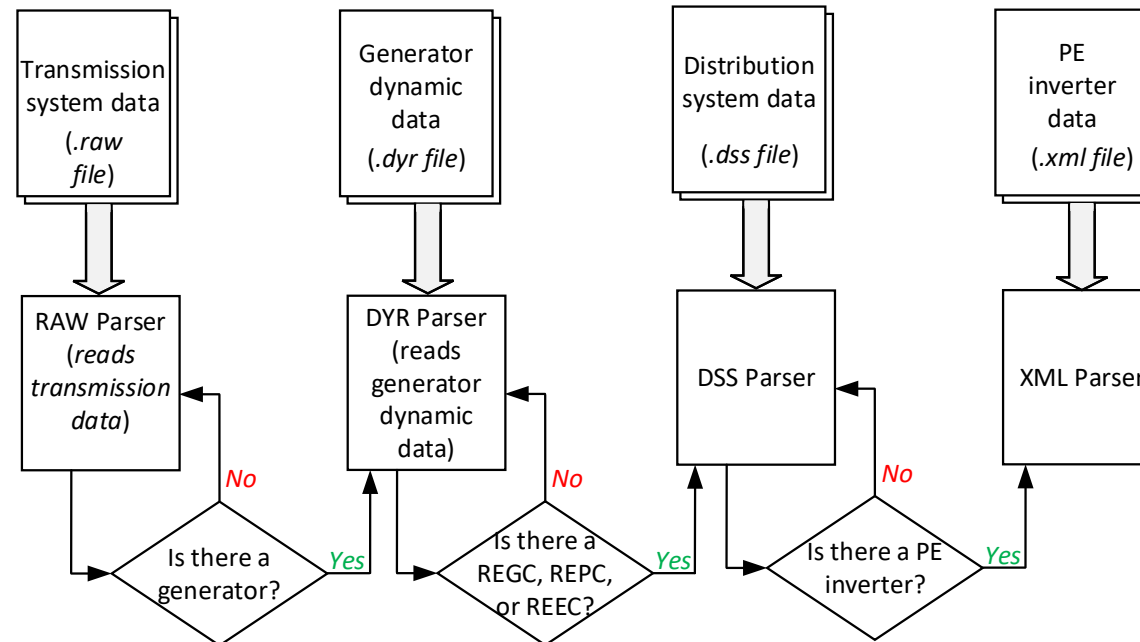 Transmission
system data
(.raw
file)
Generator
dynamic
data
(.dyr file)
Distribution
system data
(.dss file)
PE
inverter
data
(.xml file)
RAW Parser
(reads
transmission
data)
DYR Parser
(reads
generator
dynamic
data)
DSS Parser
XML Parser
No
No
No
Is there a
generator?
Yes
Is there a
REGC, REPC,
or REEC?
Yes
Is there a PE
inverter?
Yes